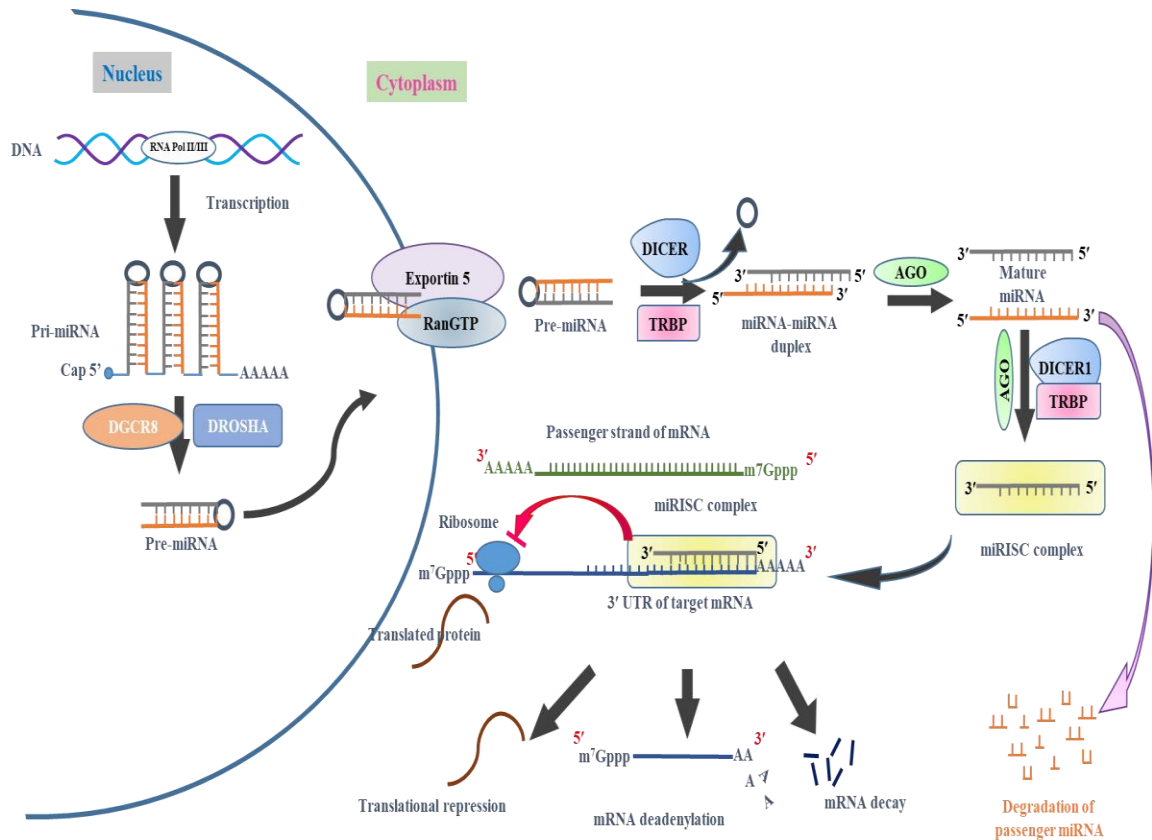 Nucleus
Cytoplasm
DNA
RNA Pol II/III
Transcription
Pri-miRNA
Cap 5’
AAAAA
DGCR8
DROSHA
Pre-miRNA
Exportin 5
RanGTP
Pre-miRNA
DICER
TRBP
3′
5′
5′
3′
miRNA-miRNA
duplex
AGO
3′
5′
Mature
miRNA
5′
3′
AGO
DICER1
TRBP
3′
5′
miRISC complex
Passenger strand of mRNA
3′
AAAAA
m⁷Gppp
5′
miRISC complex
Ribosome
3′
5′
5′
m⁷Gppp
AAAAA
3′
3′ UTR of target mRNA
Translated protein
Translational repression
5′
m⁷Gppp
AA
3′
A
A
A
mRNA deadenylation
mRNA decay
Degradation of
passenger miRNA